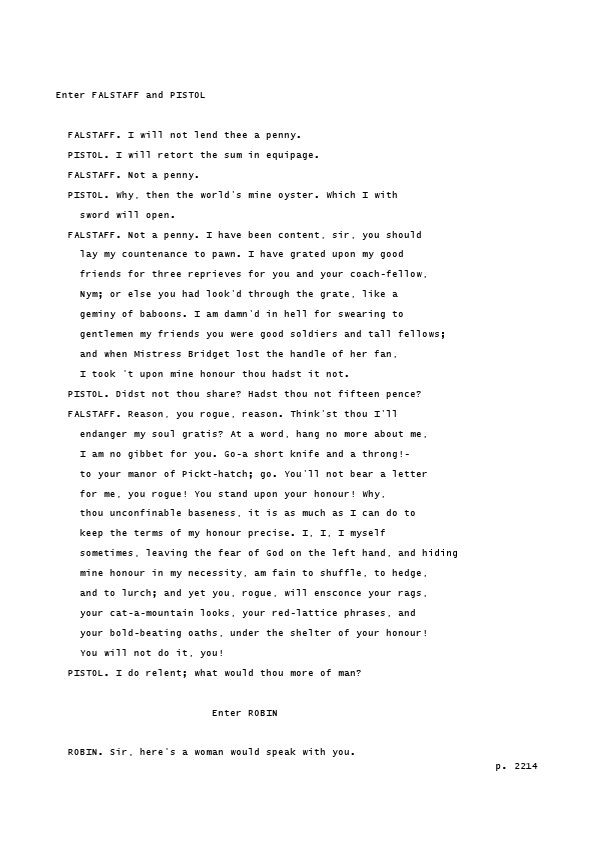 Enter FALSTAFF and PISTOL
FALSTAFF. I will not lend thee a penny.
PISTOL. I will retort the sum in equipage.
FALSTAFF. Not a penny.
PISTOL. Why, then the world's mine oyster. Which I with
sword will open.
FALSTAFF. Not a penny. I have been content, sir, you should
lay my countenance to pawn. I have grated upon my good
friends for three reprieves for you and your coach-fellow,
Nym; or else you had look'd through the grate, like a
geminy of baboons. I am damn'd in hell for swearing to
gentlemen my friends you were good soldiers and tall fellows;
and when Mistress Bridget lost the handle of her fan,
I took 't upon mine honour thou hadst it not.
PISTOL. Didst not thou share? Hadst thou not fifteen pence?
FALSTAFF. Reason, you rogue, reason. Think'st thou I'll
endanger my soul gratis? At a word, hang no more about me,
I am no gibbet for you. Go-a short knife and a throng!-
to your manor of Pickt-hatch; go. You'll not bear a letter
for me, you rogue! You stand upon your honour! Why,
thou unconfinable baseness, it is as much as I can do to
keep the terms of my honour precise. I, I, I myself
sometimes, leaving the fear of God on the left hand, and hiding
mine honour in my necessity, am fain to shuffle, to hedge,
and to lurch; and yet you, rogue, will ensconce your rags,
your cat-a-mountain looks, your red-lattice phrases, and
your bold-beating oaths, under the shelter of your honour!
You will not do it, you!
PISTOL. I do relent; what would thou more of man?
Enter ROBIN
ROBIN. Sir, here's a woman would speak with you.
p. 2214